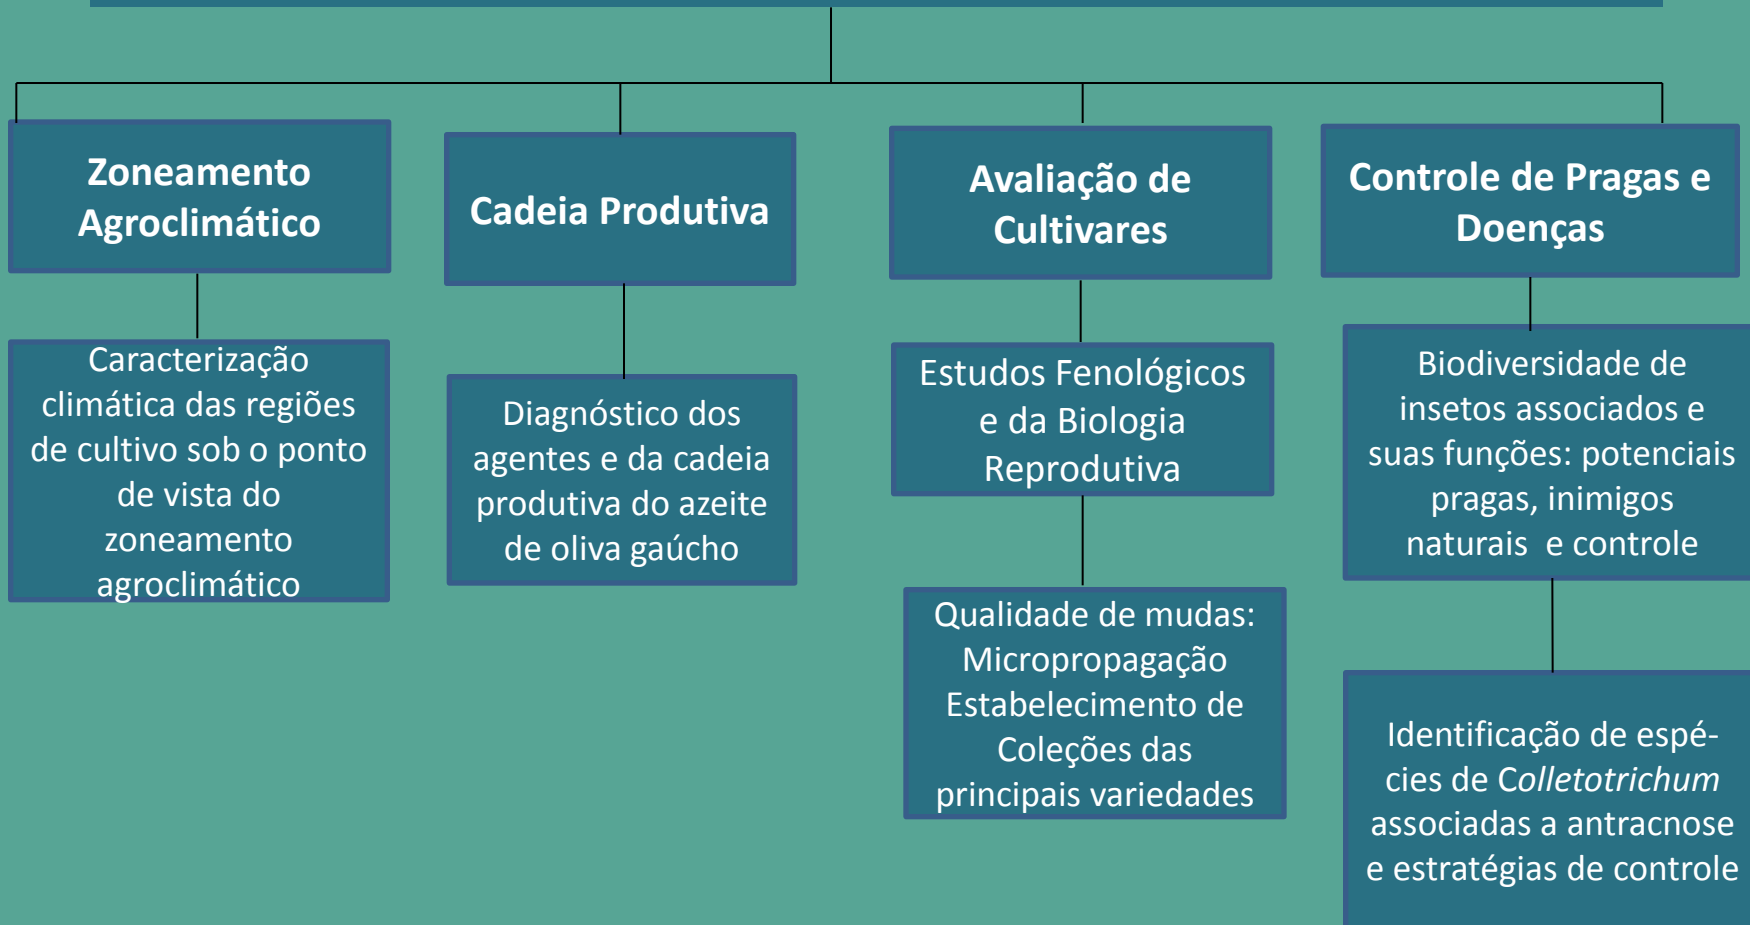 Zoneamento
Agroclimático
Caracterização
climática das regiões
de cultivo sob o ponto
de vista do
zoneamento
agroclimático
Cadeia Produtiva
Diagnóstico dos
agentes e da cadeia
produtiva do azeite
de oliva gaúcho
Avaliação de
Cultivares
Estudos Fenológicos
e da Biologia
Reprodutiva
Qualidade de mudas:
Micropropagação
Estabelecimento de
Coleções das
principais variedades
Controle de Pragas e
Doenças
Biodiversidade de
insetos associados e
suas funções: potenciais
pragas, inimigos
naturais  e controle
Identificação de espé-
cies de Colletotrichum
associadas a antracnose
e estratégias de controle